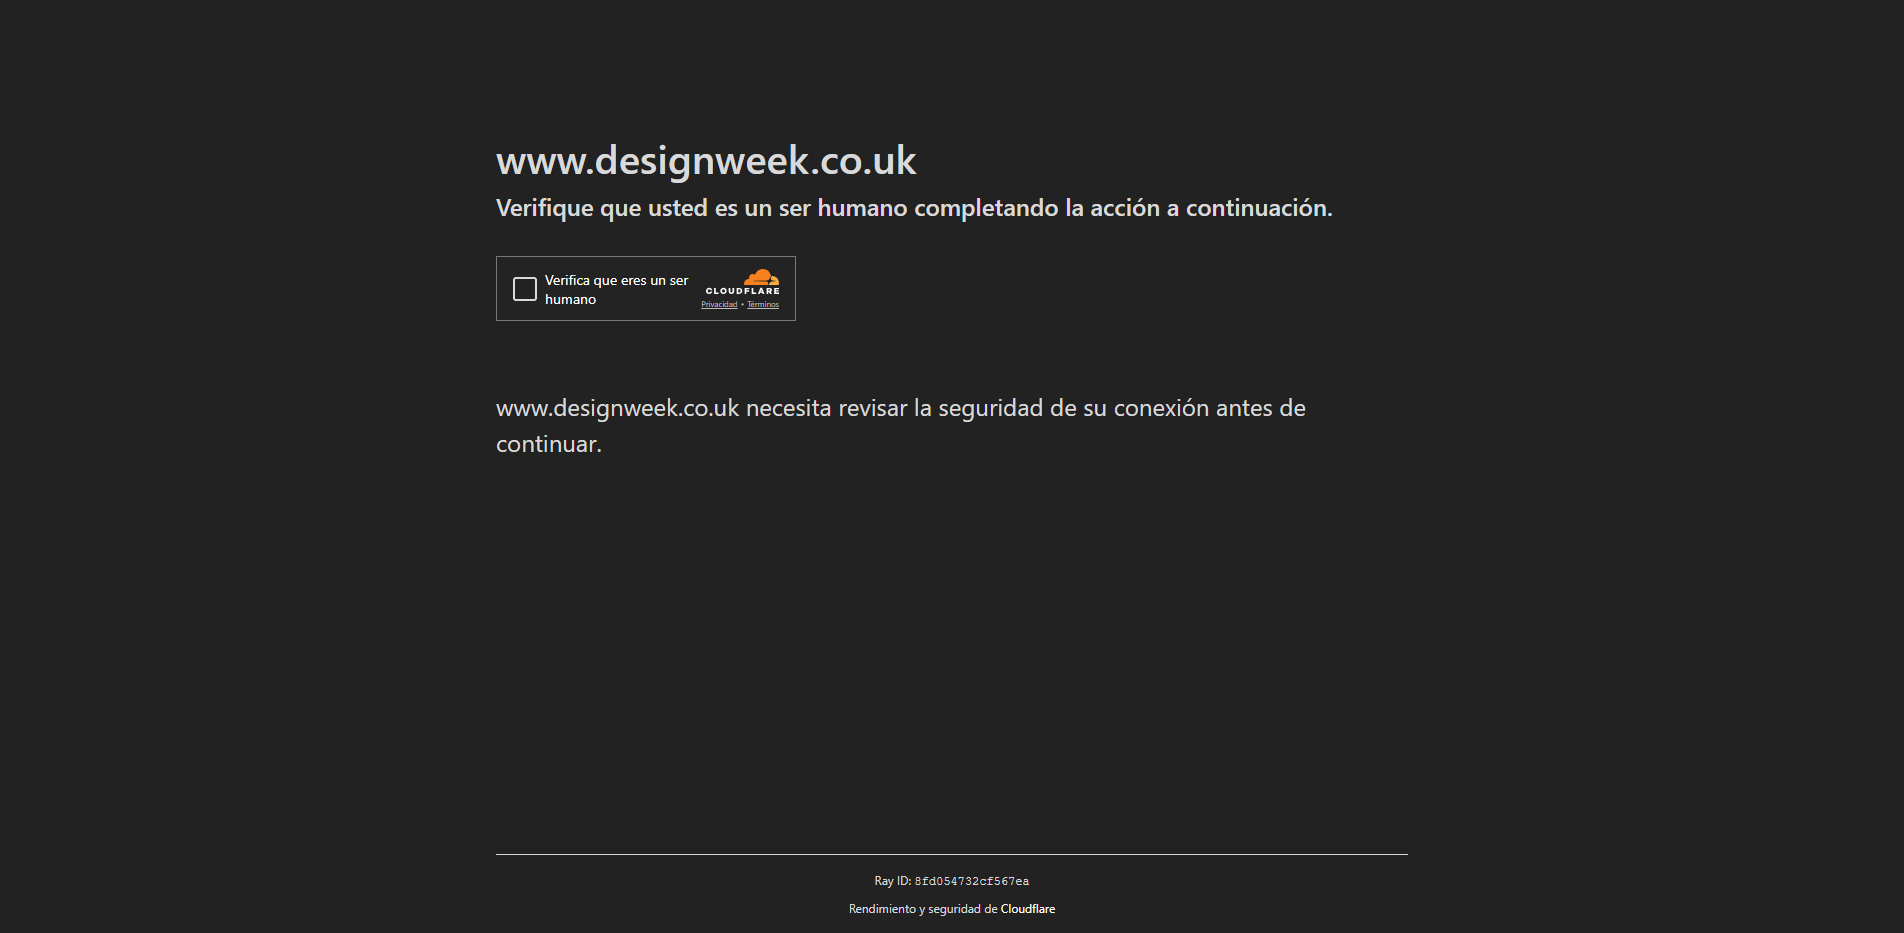 www.designweek.co.uk
Verifique que usted es un ser humano completando la acción a continuación.
Verifica que eres un ser
humano
CLOUDFLARE
Privacidad • Términos
www.designweek.co.uk necesita revisar la seguridad de su conexión antes de
continuar.
Ray ID: 8fd054732cf567ea
Rendimiento y seguridad de Cloudflare